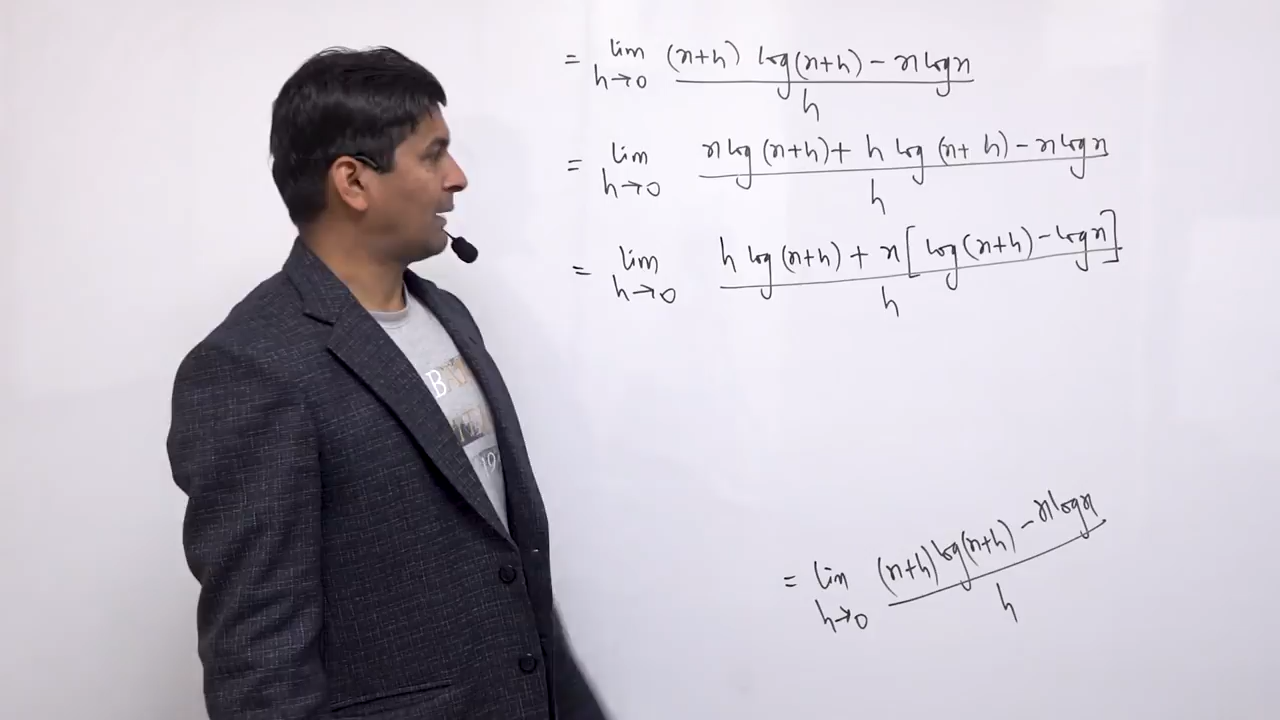 = lim h→0 (x+h) log(x+h) - x log x / h
= lim h→0 x log (x+h) + h log (x+h) - x log x / h
= lim h→0 h log (x+h) + x [log(x+h) - log x] / h
= lim h→0 (x+h) log(x+h) - x log x / h